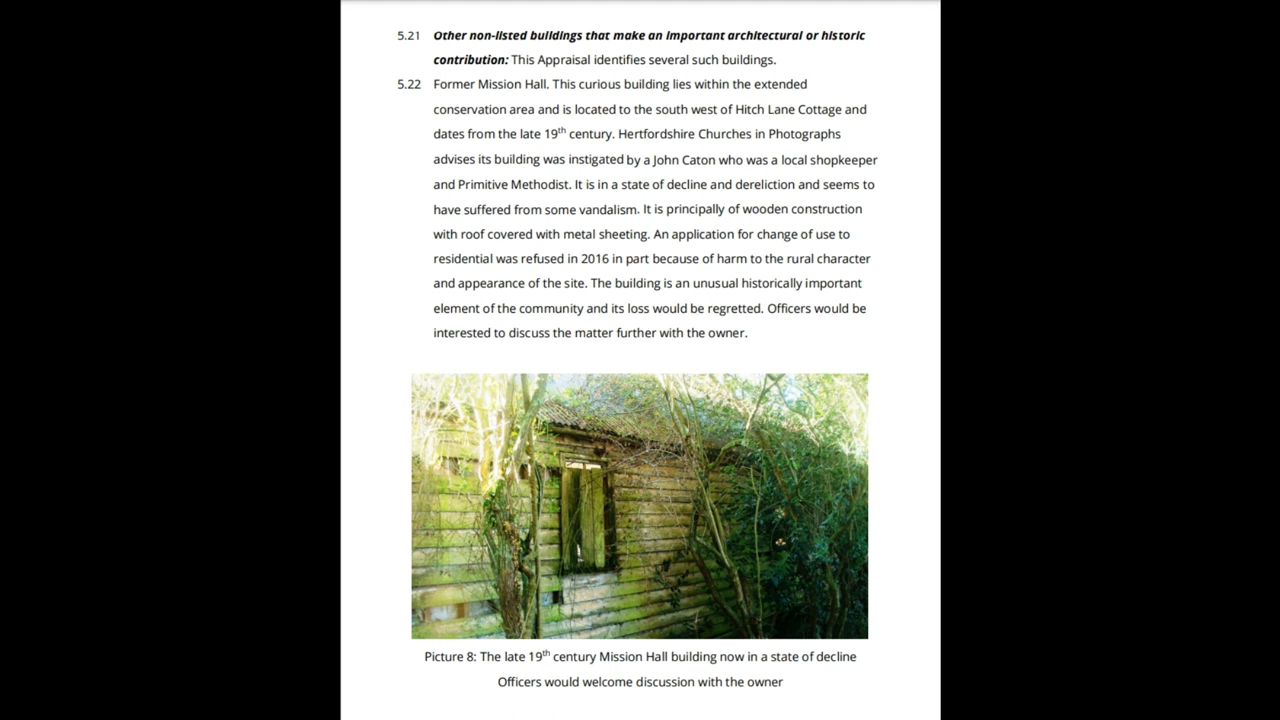 5.21 Other non-listed buildings that make an important architectural or historic
contribution: This Appraisal identifies several such buildings.
5.22 Former Mission Hall. This curious building lies within the extended
conservation area and is located to the south west of Hitch Lane Cottage and
dates from the late 19th century. Hertfordshire Churches in Photographs
advises its building was instigated by a John Caton who was a local shopkeeper
and Primitive Methodist. It is in a state of decline and dereliction and seems to
have suffered from some vandalism. It is principally of wooden construction
with roof covered with metal sheeting. An application for change of use to
residential was refused in 2016 in part because of harm to the rural character
and appearance of the site. The building is an unusual historically important
element of the community and its loss would be regretted. Officers would be
interested to discuss the matter further with the owner.
Picture 8: The late 19th century Mission Hall building now in a state of decline
Officers would welcome discussion with the owner